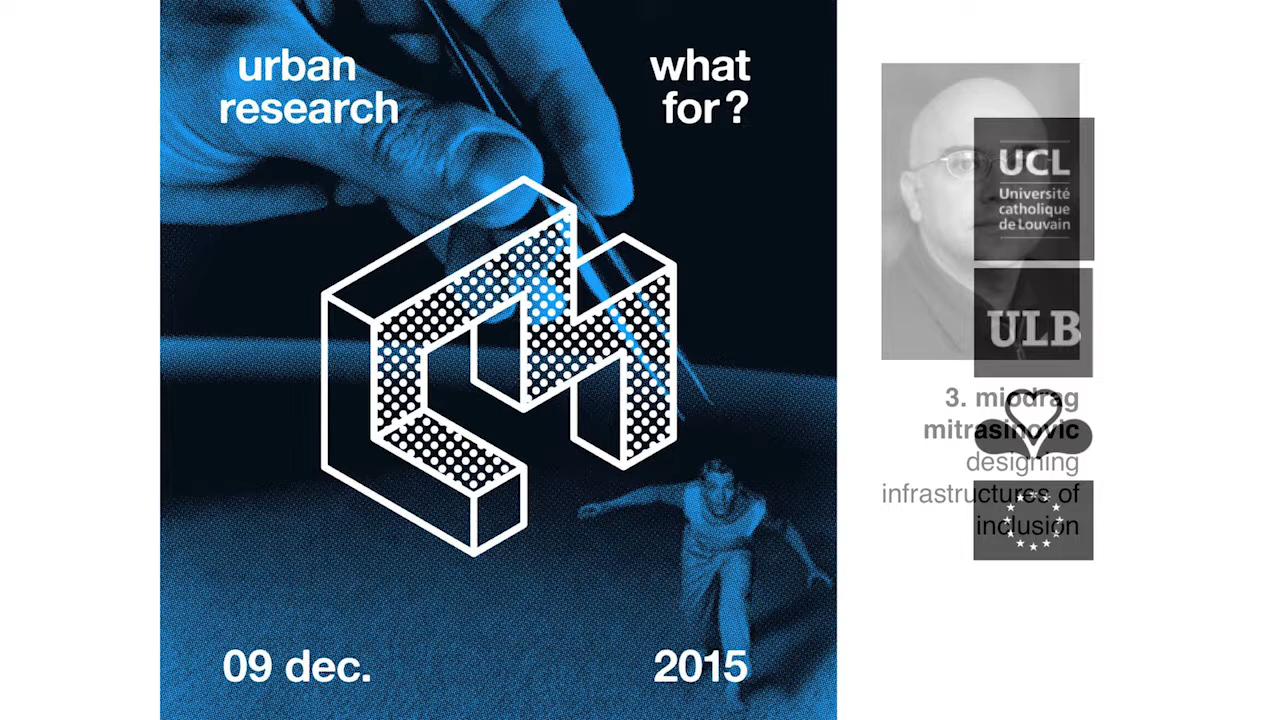 urban
research
what
for ?
09 dec.
2015
UCL
Université
catholique
de Louvain
ULB
3. miodrag
mitrasinovic
designing
infrastructures of
inclusion